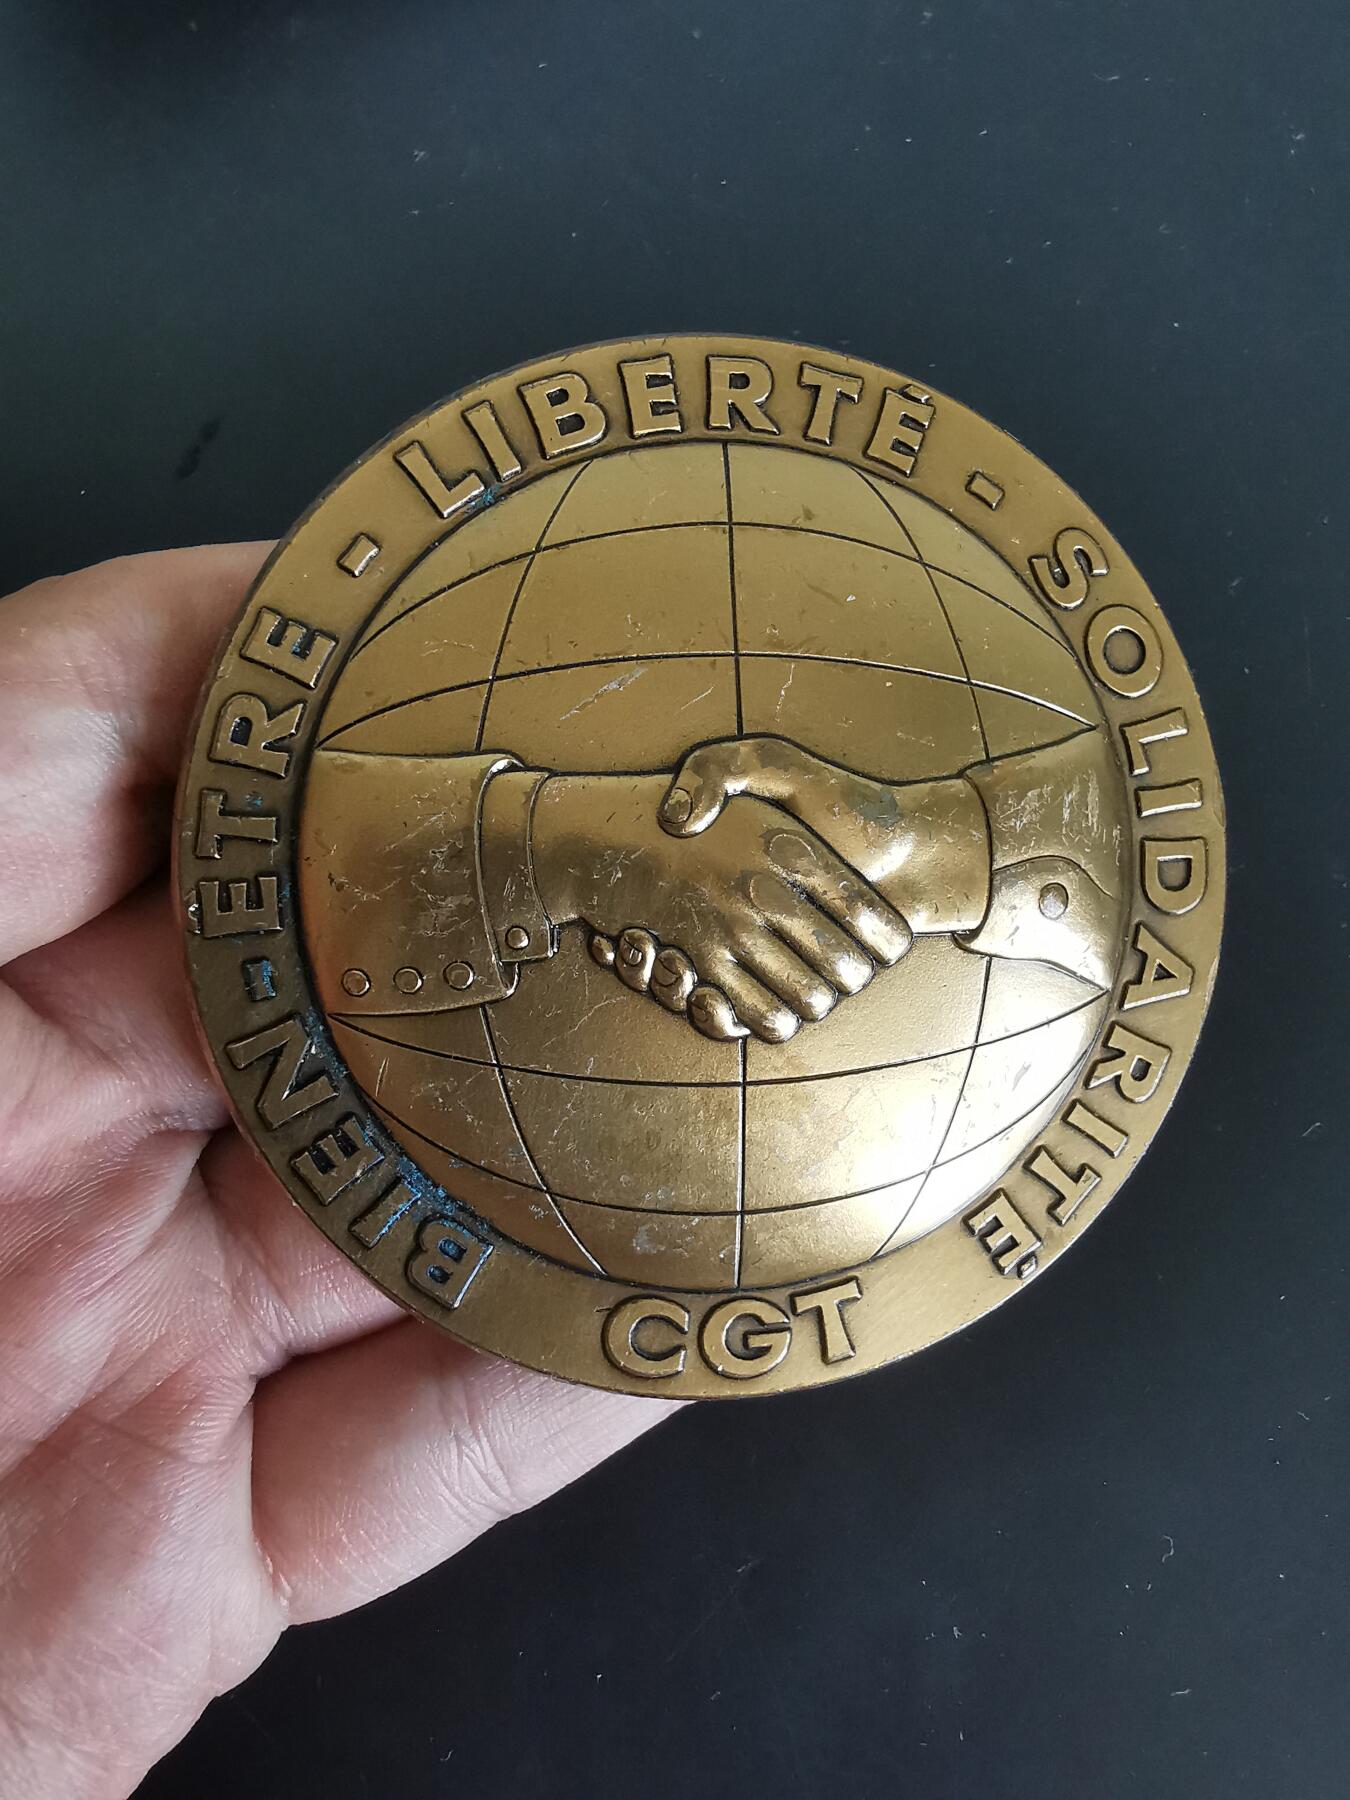 BIEN-ÊTRE - LIBERTÉ - SOLIDARITÉ
CGT